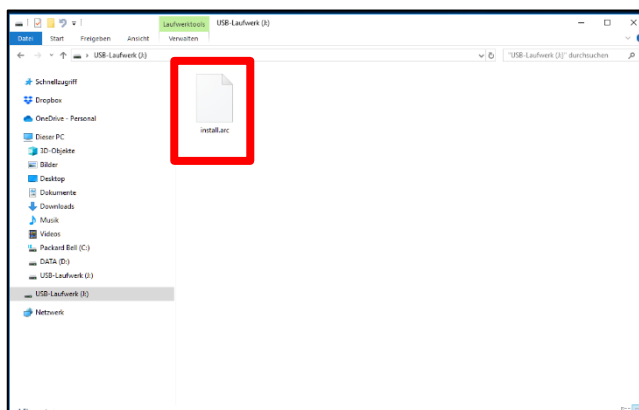 Laufwerktools USB-Laufwerk (J:)
Datei Start Freigeben Ansicht Verwalten
USB-Laufwerk (J:) "USB-Laufwerk (J:)" durchsuchen
Schnellzugriff
Dropbox
OneDrive - Personal
Dieser PC
3D-Objekte
Bilder
Desktop
Dokumente
Downloads
Musik
Videos
Packard Bell (C:)
DATA (D:)
USB-Laufwerk (J:)
USB-Laufwerk (J:)
Netzwerk
install.arc